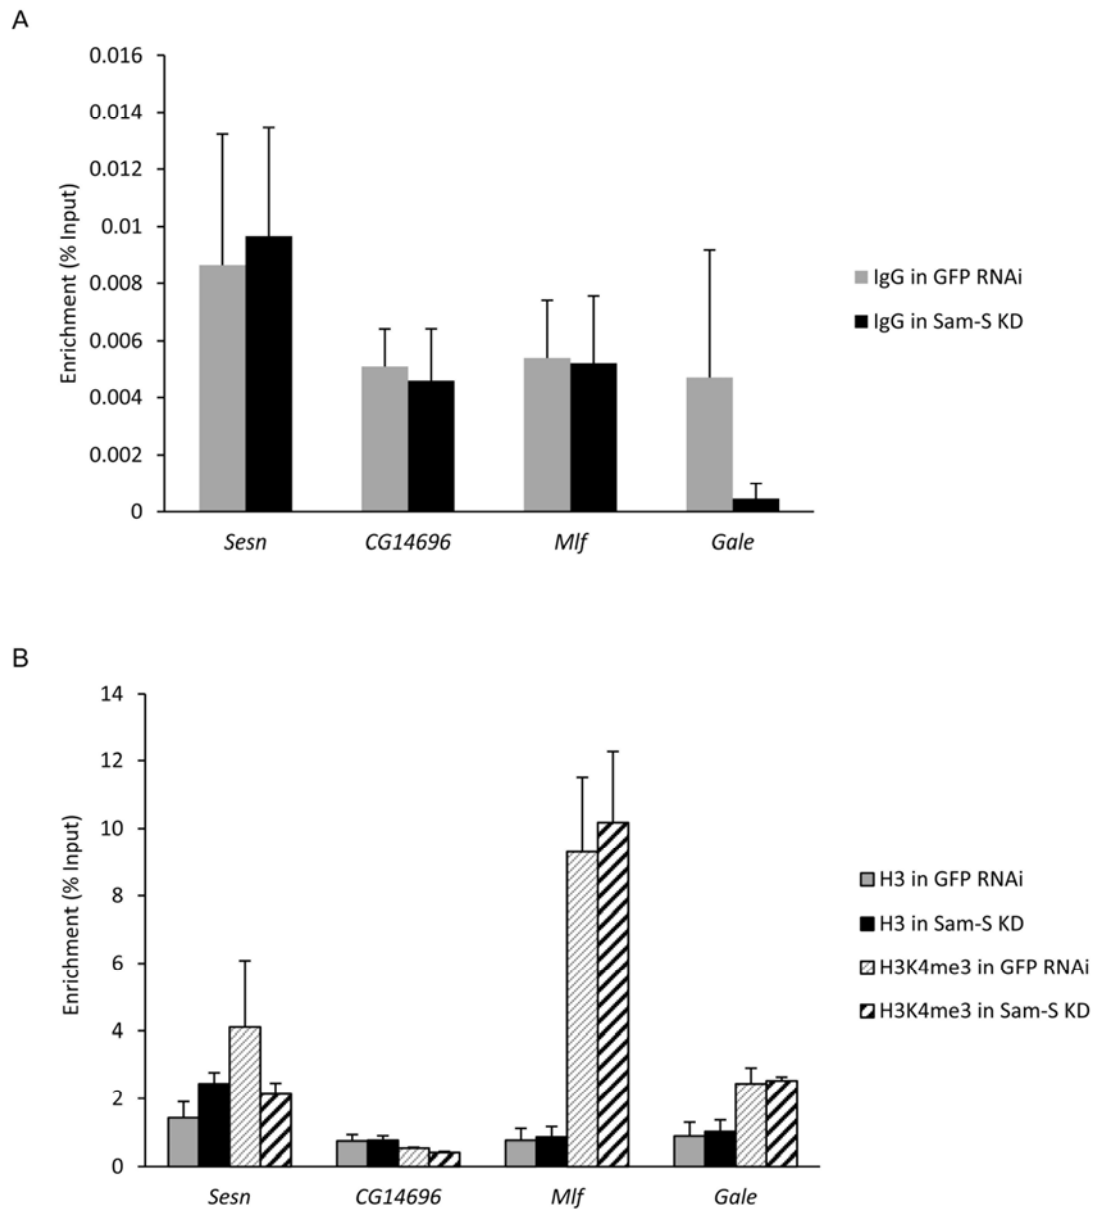 A
0.016
0.014
0.012
0.01
0.008
0.006
0.004
0.002
0
Enrichment (% Input)
Sesn CG14696 Mlf Gale
IgG in GFP RNAi
IgG in Sam-S KD
B
14
12
10
8
6
4
2
0
Enrichment (% Input)
Sesn CG14696 Mlf Gale
H3 in GFP RNAi
H3 in Sam-S KD
H3K4me3 in GFP RNAi
H3K4me3 in Sam-S KD